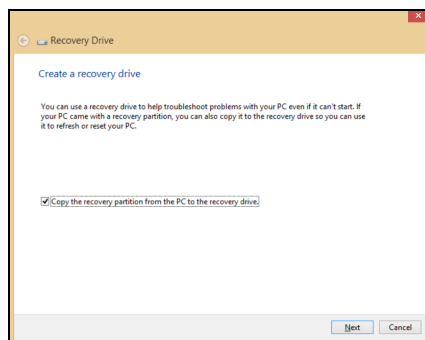 Recovery Drive
Create a recovery drive
You can use a recovery drive to help troubleshoot problems with your PC even if it can't start. If
your PC came with a recovery partition, you can also copy it to the recovery drive so you can use
it to refresh or reset your PC.
Copy the recovery partition from the PC to the recovery drive.
Next Cancel